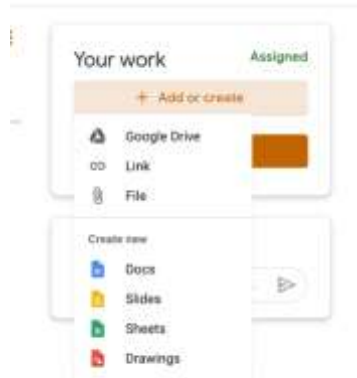 Your work
Assigned
+ Add or create
Google Drive
Link
File
Create new
Docs
Slides
Sheets
Drawings